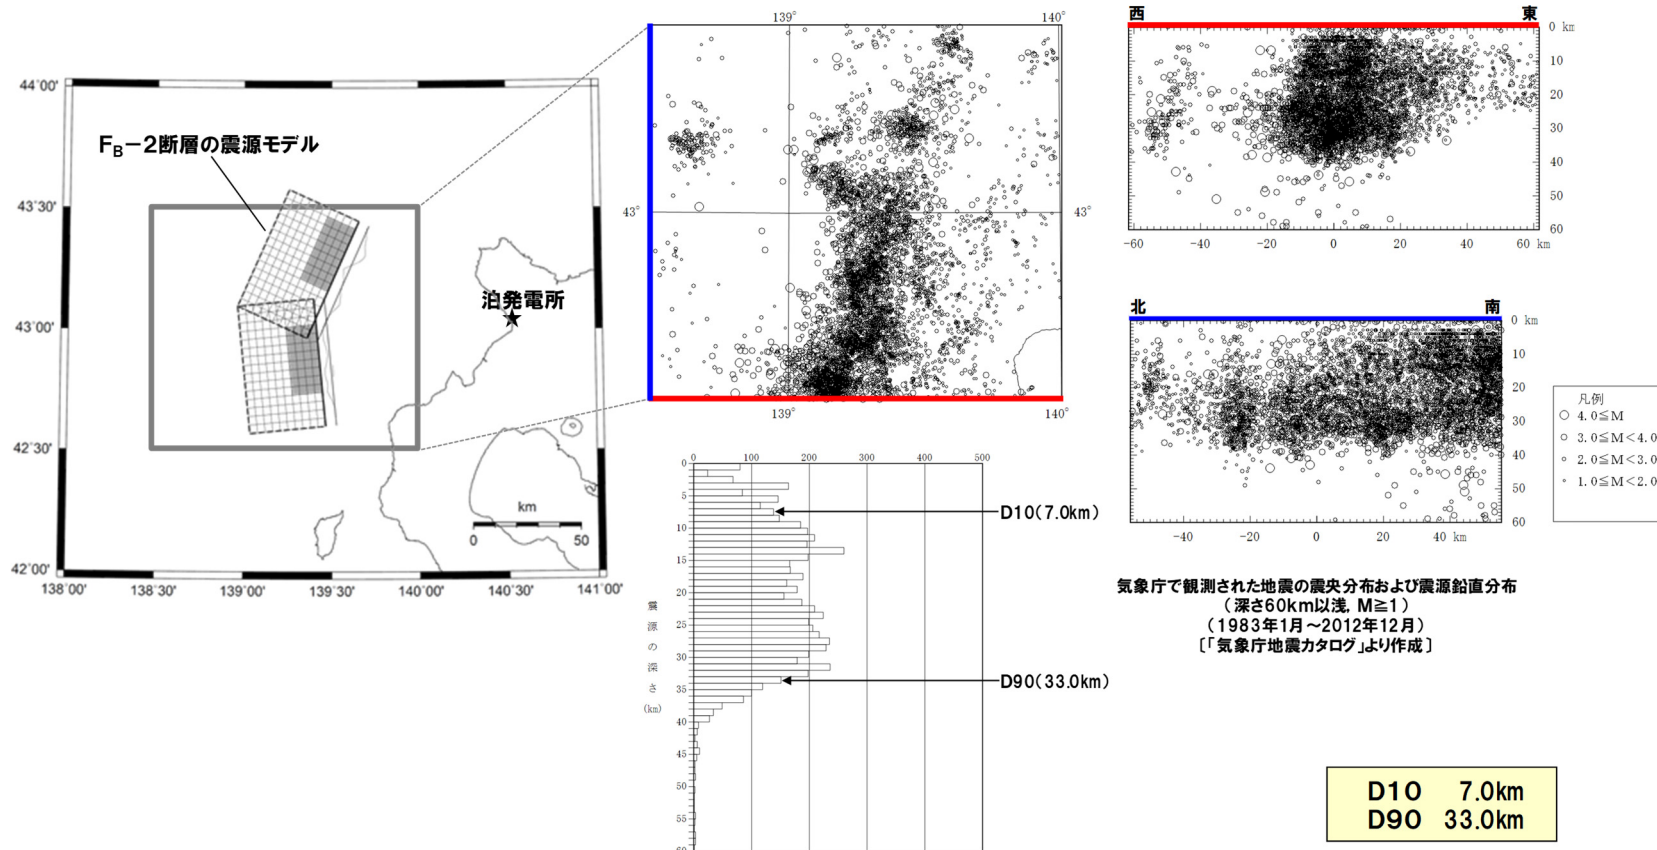 44°00'
43°30'
43°00'
42°30'
42°00'
138°00'
138°30'
139°00'
139°30'
140°00'
140°30'
141°00'
FB−2断層の震源モデル
泊発電所
km
0
50
139°
140°
43°
43°
139°
140°
西
東
0 km
10
20
30
40
50
60
-60
-40
-20
0
20
40
60 km
北
南
0 km
10
20
30
40
50
60
-40
-20
0
20
40 km
凡例
4.0≦M
3.0≦M<4.0
2.0≦M<3.0
1.0≦M<2.0
0
100
200
300
400
500
0
5
10
15
20
25
30
35
40
45
50
55
60
震源の深さ
(km)
D10(7.0km)
D90(33.0km)
気象庁で観測された地震の震央分布および震源鉛直分布
(深さ60km以浅, M≧1)
(1983年1月～2012年12月)
[「気象庁地震カタログ」より作成]
D10 7.0km
D90 33.0km